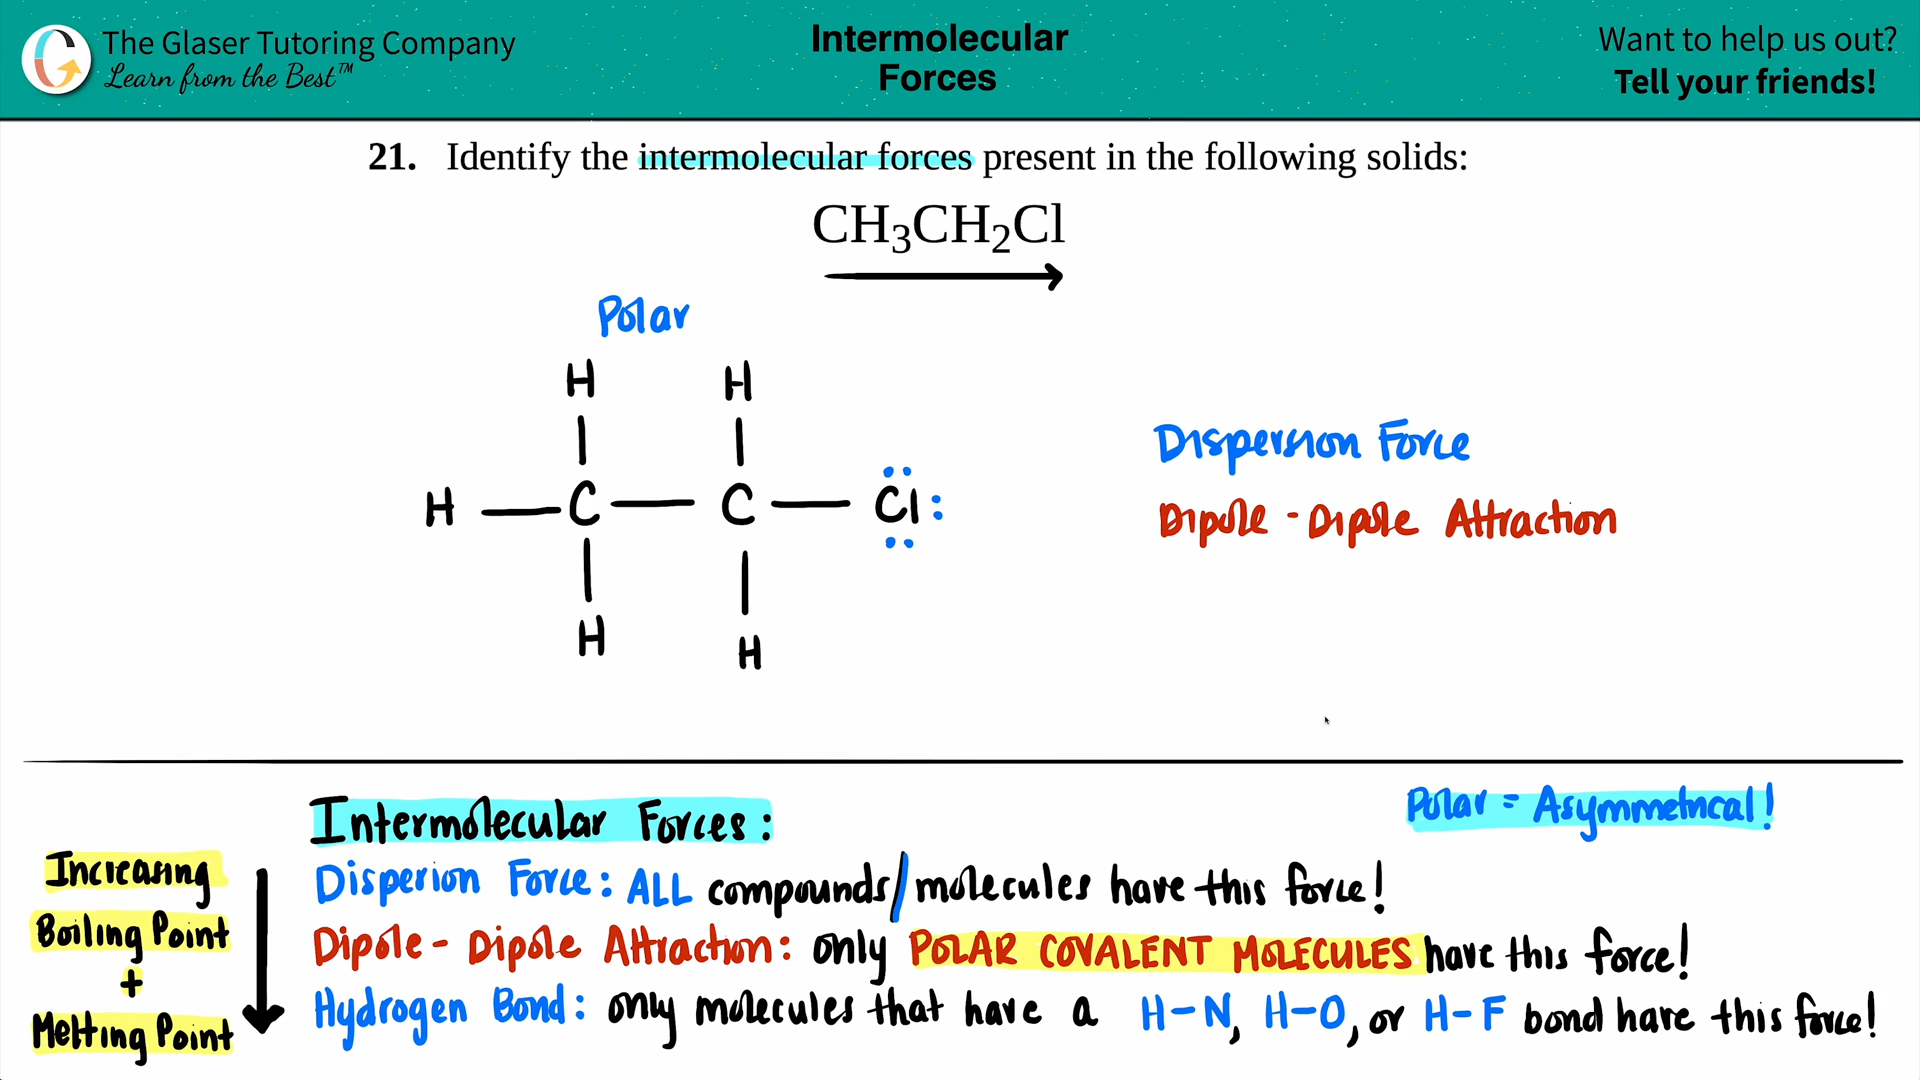 The Glaser Tutoring Company
Learn from the Best™
Intermolecular
Forces
Want to help us out?
Tell your friends!
21. Identify the intermolecular forces present in the following solids:
CH₃CH₂Cl
Polar
H H
H — C — C — Cl:
H H
Dispersion Force
Dipole - Dipole Attraction
Polar = Asymmetrical!
Intermolecular Forces:
Increasing
Boiling Point
+
Melting Point
Disperion Force: ALL compounds/molecules have this force!
Dipole - Dipole Attraction: only POLAR COVALENT MOLECULES have this force!
Hydrogen Bond: only molecules that have a H-N, H-O, or H-F bond have this force!